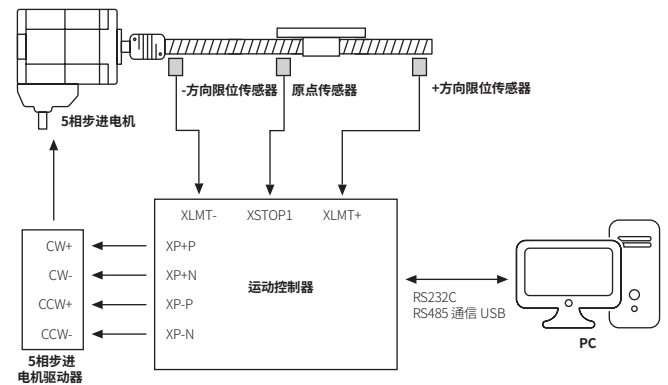 -方向限位传感器
原点传感器
+方向限位传感器
5相步进电机
XLMT-
XSTOP1
XLMT+
CW+
XP+P
CW-
XP+N
运动控制器
CCW+
XP-P
RS232C
RS485 通信 USB
CCW-
XP-N
PC
5相步进
电机驱动器